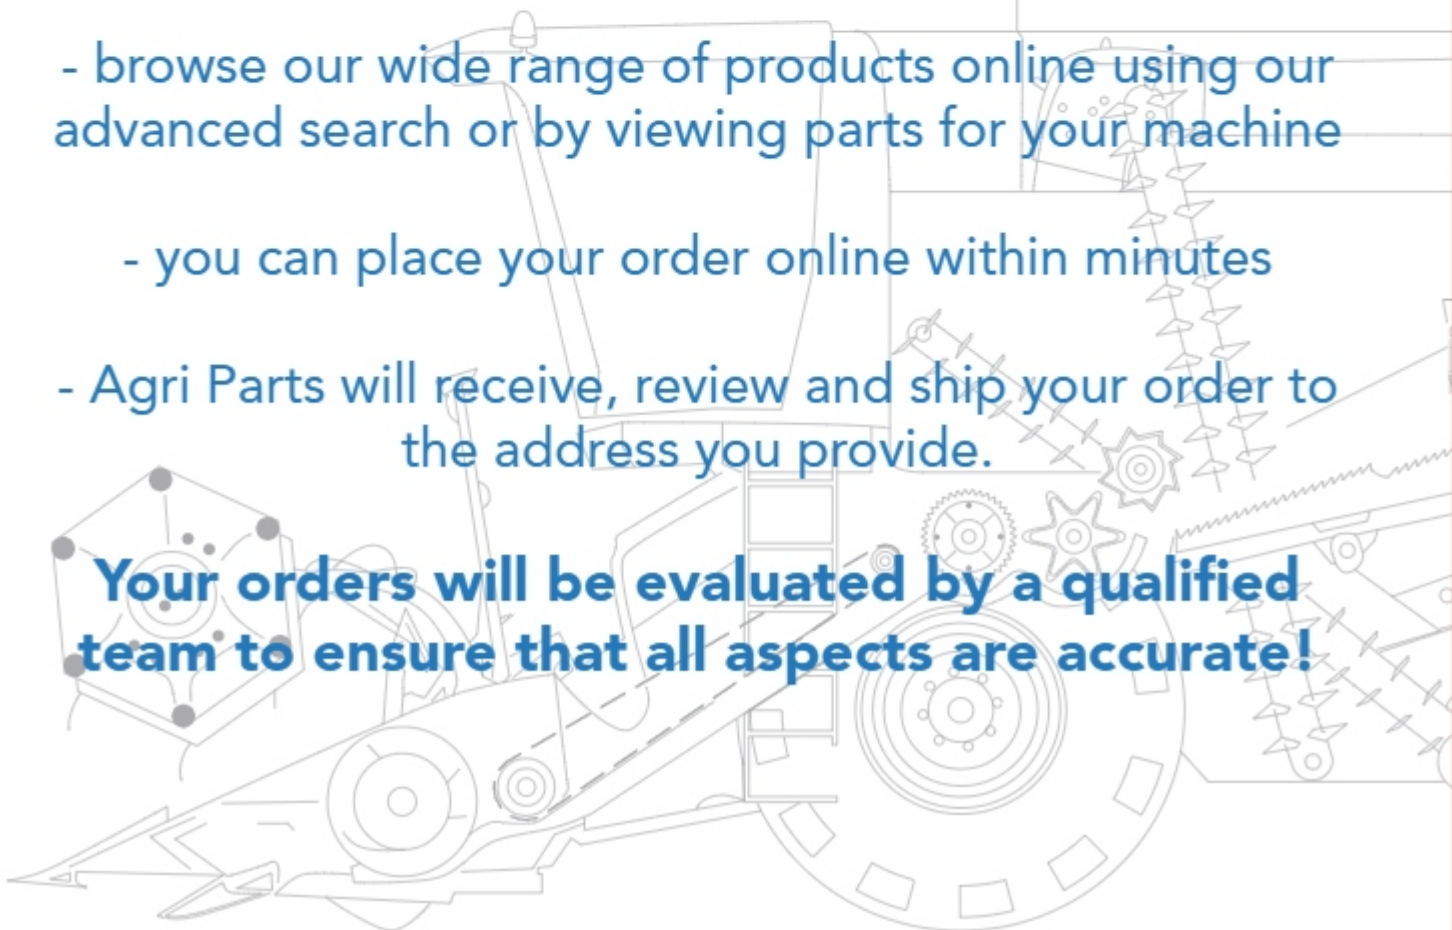 - browse our wide range of products online using our
advanced search or by viewing parts for your machine
- you can place your order online within minutes
- Agri Parts will receive, review and ship your order to
the address you provide.
Your orders will be evaluated by a qualified
team to ensure that all aspects are accurate!